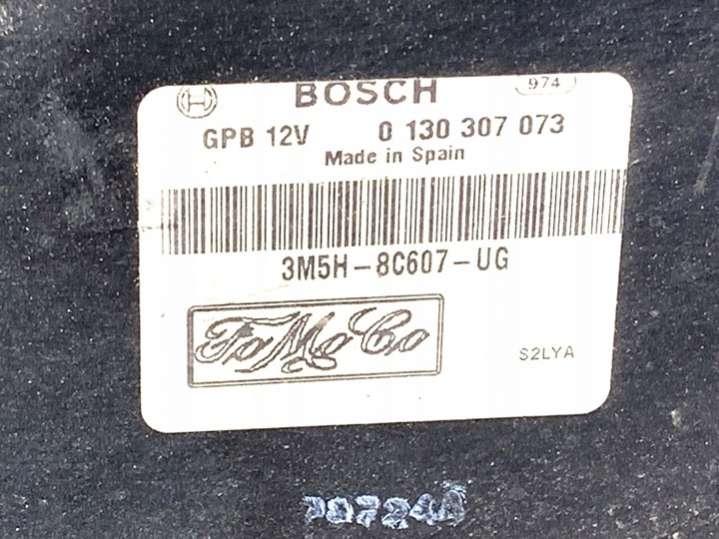 BOSCH 974
GPB 12V 0 130 307 073
Made in Spain
3M5H-8C607-UG
FoMoCo
S2LYA